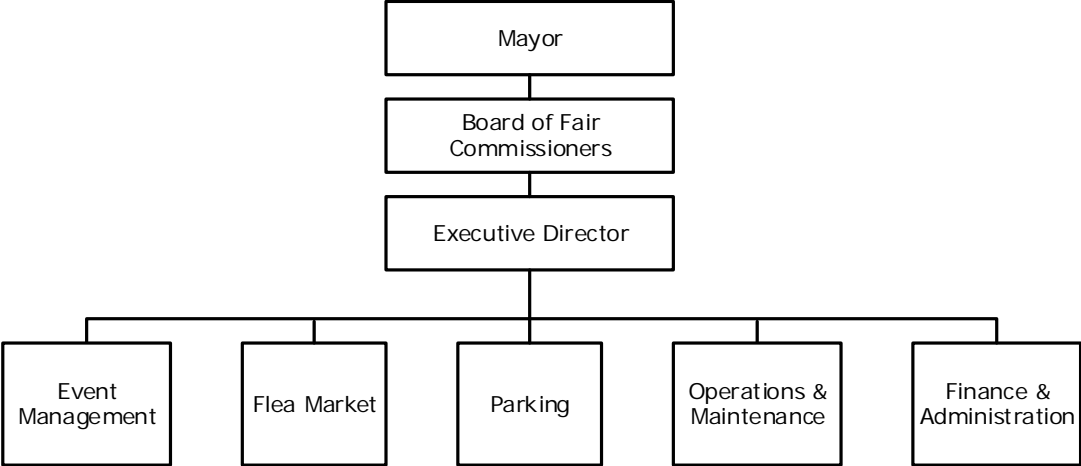 Mayor
Board of Fair
Commissioners
Executive Director
Event
Management
Flea Market
Parking
Operations &
Maintenance
Finance &
Administration